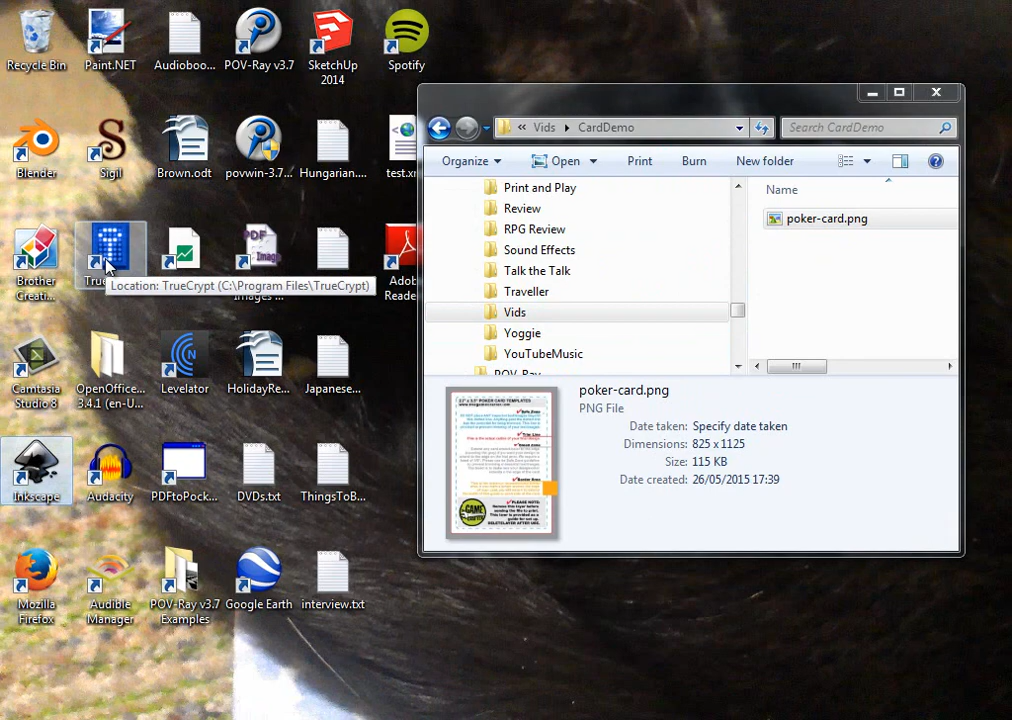 Recycle Bin
Paint.NET
Audioboo...
POV-Ray v3.7
SketchUp
2014
Spotify
Blender
Sigil
Brown.odt
povwin-3.7...
Hungarian....
Brother
Creati...
Location: TrueCrypt (C:\Program Files\TrueCrypt)
PDF
Image
Images ...
Adob
Reade
Camtasia
Studio 8
OpenOffice...
3.4.1 (en-U...
Levelator
HolidayRe...
Japanese...
Inkscape
Audacity
PDFtoPock...
DVDs.txt
ThingsToB...
Mozilla
Firefox
Audible
Manager
POV-Ray v3.7
Examples
Google Earth
interview.txt
« Vids CardDemo
Search CardDemo
Organize
Open
Print
Burn
New folder
Print and Play
Review
RPG Review
Sound Effects
Talk the Talk
Traveller
Vids
Yoggie
YouTubeMusic
POV-Ray
Name
poker-card.png
poker-card.png
PNG File
Date taken: Specify date taken
Dimensions: 825 x 1125
Size: 115 KB
Date created: 26/05/2015 17:39